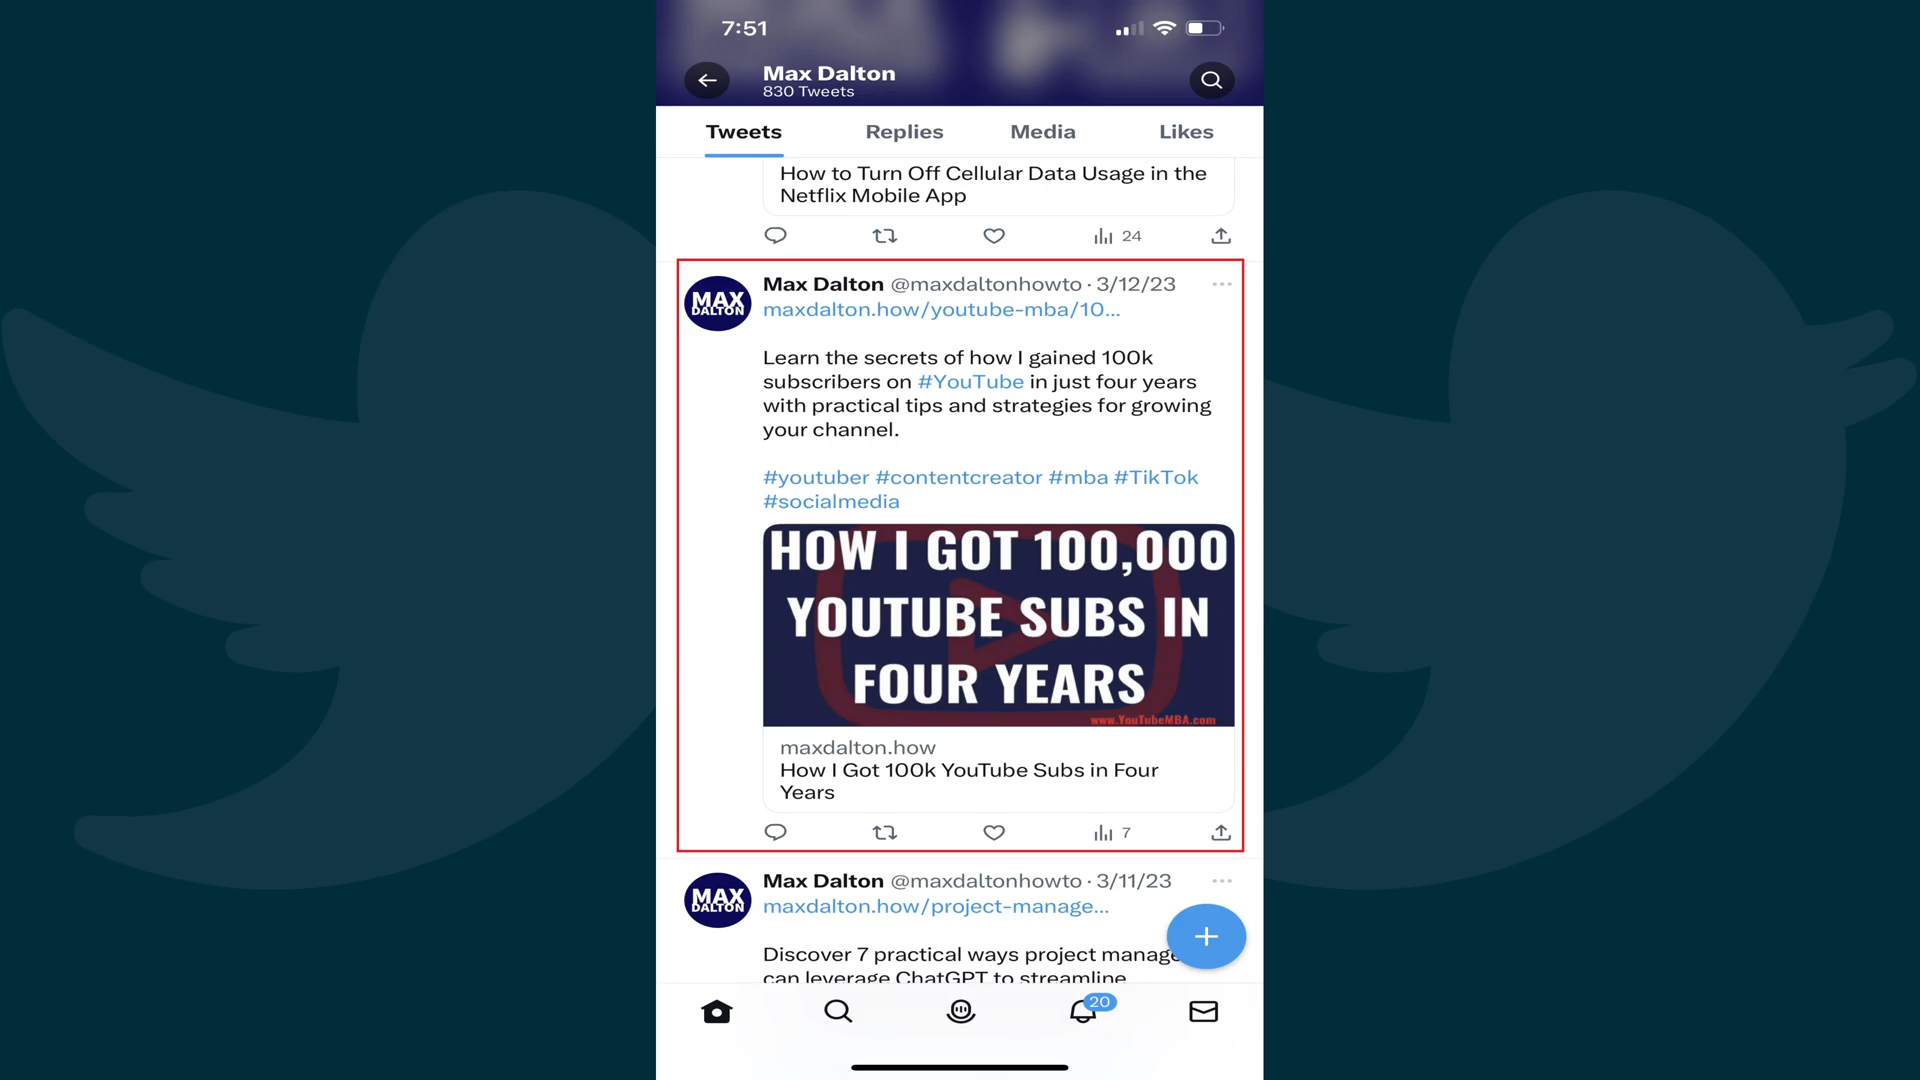 7:51
Max Dalton
830 Tweets
Tweets Replies Media Likes
How to Turn Off Cellular Data Usage in the
Netflix Mobile App
24
MAX
DALTON
Max Dalton @maxdaltonhowto · 3/12/23
maxdalton.how/youtube-mba/10...
Learn the secrets of how I gained 100k
subscribers on #YouTube in just four years
with practical tips and strategies for growing
your channel.
#youtuber #contentcreator #mba #TikTok
#socialmedia
HOW I GOT 100,000
YOUTUBE SUBS IN
FOUR YEARS
www.YouTubeMBA.com
maxdalton.how
How I Got 100k YouTube Subs in Four
Years
7
MAX
DALTON
Max Dalton @maxdaltonhowto · 3/11/23
maxdalton.how/project-manage...
Discover 7 practical ways project manage
can leverage ChatGPT to streamline
20